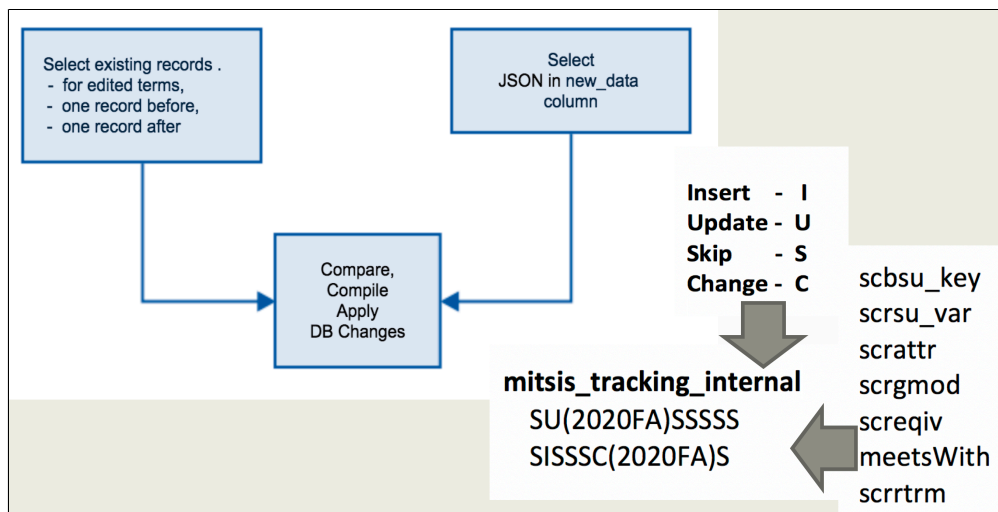 Select existing records .
- for edited terms,
- one record before,
- one record after
Select
JSON in new_data
column
Compare,
Compile
Apply
DB Changes
Insert - I
Update - U
Skip - S
Change - C
scbsu_key
scrsu_var
scrattr
scrgmod
screqiv
meetsWith
scrrtrm
mitsis_tracking_internal
SU(2020FA)SSSSS
SISSSC(2020FA)S